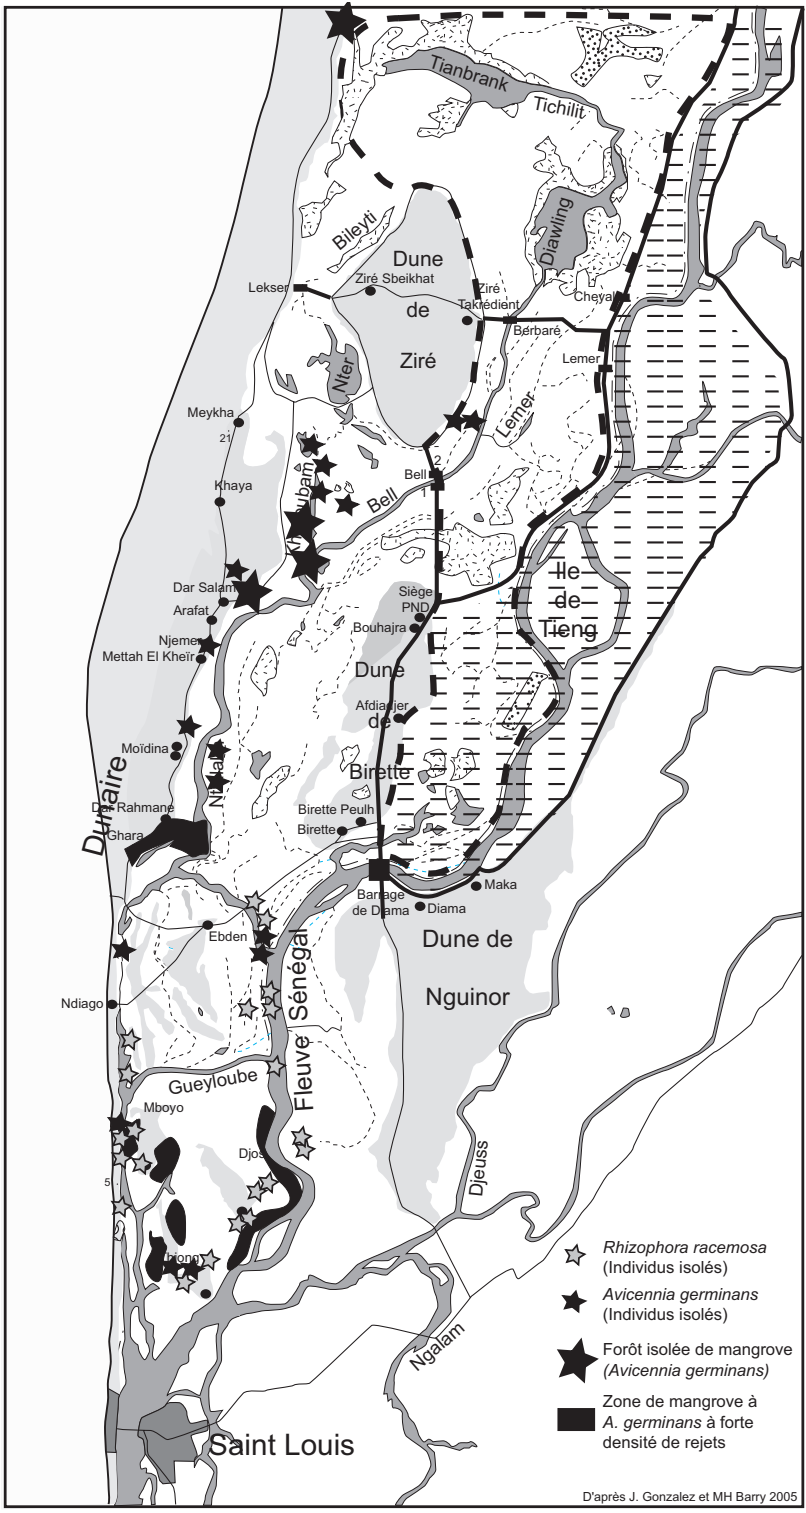 Tianbrank
Tichilit
Bileyti
Diawling
Dune
de
Ziré
Ziré Sbeikhat
Lekser
Ziré
Takrédient
Cheyal
Berbaré
Lemer
Nter
Lemer
Meykha
21
Khaya
2
Bell
1
Bell
Dar Salam
Arafat
Njemer
Mettah El Kheïr
Siège
PND
Bouhajra
Ile
de
Tieng
Dune
de
Birette
Afdiadjer
Moïdina
Dunaire
Dar Rahmane
Ghara
Birette Peulh
Birette
Barrage
de Diama
Maka
Diama
Ebden
Dune de
Nguinor
Ndiago
Fleuve Sénégal
Gueyloube
Mboyo
Djos
5
Djeuss
Thiong
Ngalam
Saint Louis
Rhizophora racemosa
(Individus isolés)
Avicennia germinans
(Individus isolés)
Forôt isolée de mangrove
(Avicennia germinans)
Zone de mangrove à
A. germinans à forte
densité de rejets
D'après J. Gonzalez et MH Barry 2005